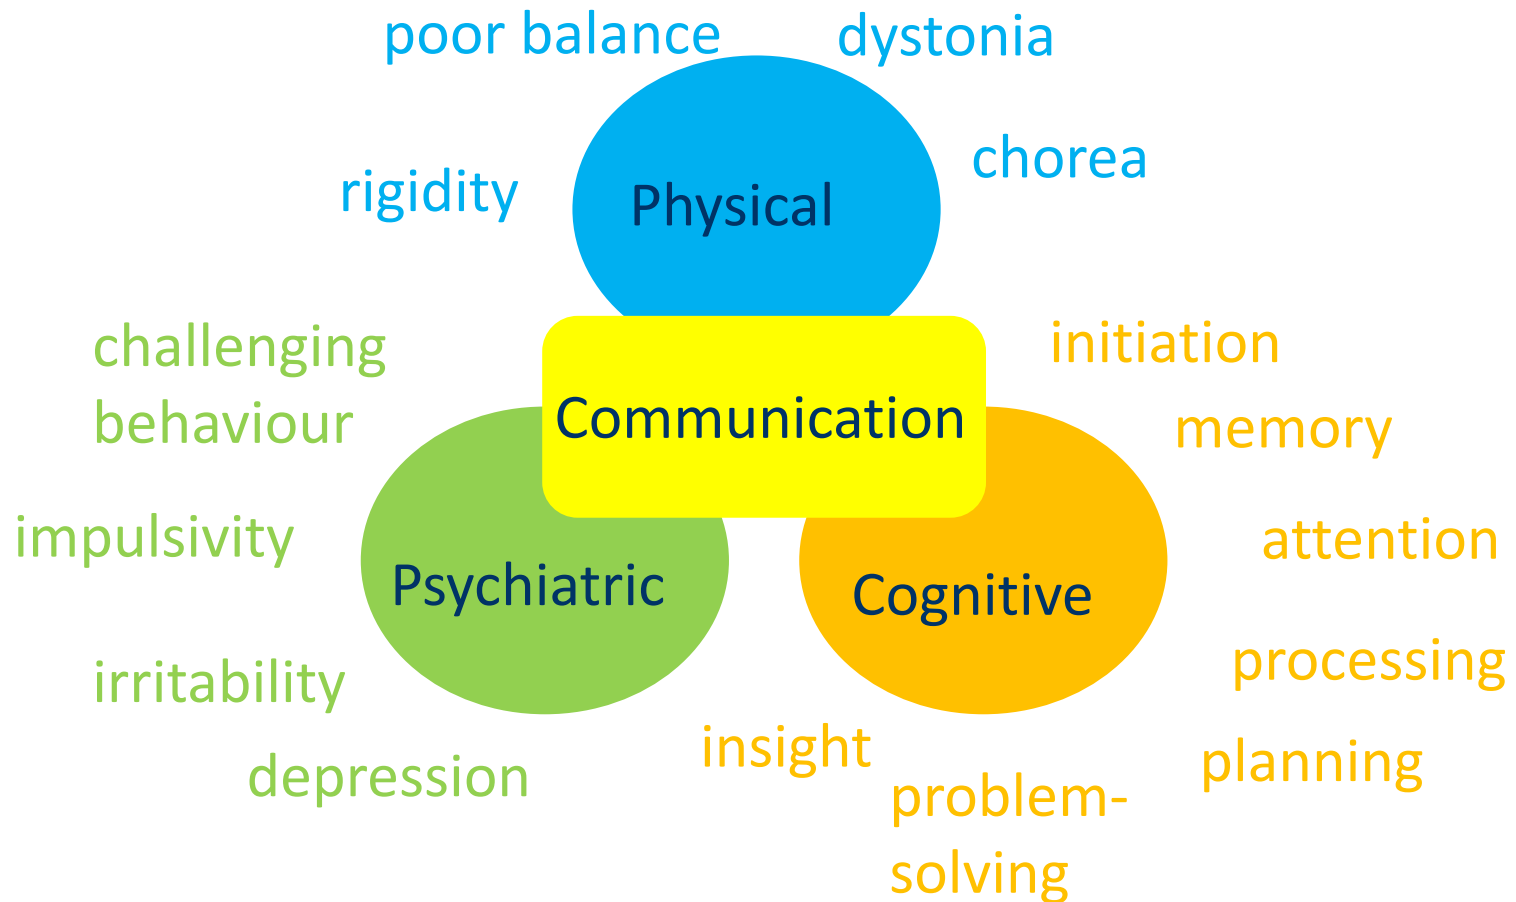 poor balance
dystonia
chorea
rigidity
Physical
challenging
behaviour
initiation
Communication
memory
impulsivity
attention
Psychiatric
Cognitive
irritability
processing
depression
insight
planning
problem-
solving